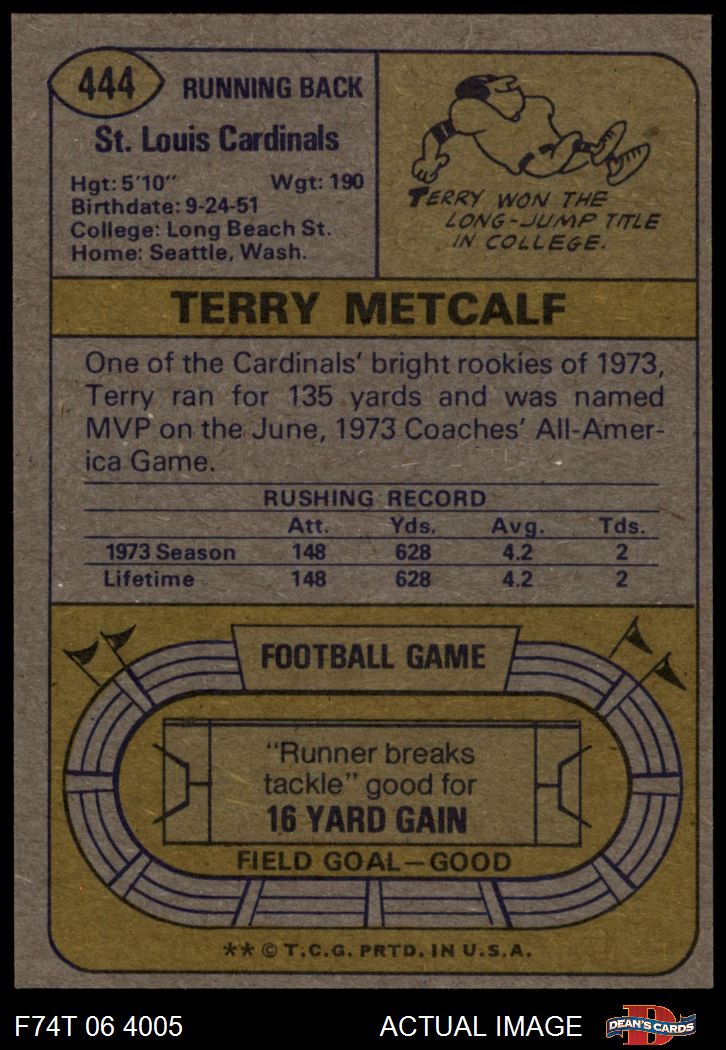 444
RUNNING BACK
St. Louis Cardinals
Hgt: 5'10" Wgt: 190
Birthdate: 9-24-51
College: Long Beach St.
Home: Seattle, Wash.
TERRY WON THE
LONG-JUMP TITLE
IN COLLEGE.
TERRY METCALF
One of the Cardinals' bright rookies of 1973,
Terry ran for 135 yards and was named
MVP on the June, 1973 Coaches' All-Amer-
ica Game.
RUSHING RECORD
Att. Yds. Avg. Tds.
1973 Season 148 628 4.2 2
Lifetime 148 628 4.2 2
FOOTBALL GAME
"Runner breaks
tackle" good for
16 YARD GAIN
FIELD GOAL—GOOD
** © T.C.G. PRTD. IN U.S.A.
F74T 06 4005 ACTUAL IMAGE
D
DEAN'S CARDS